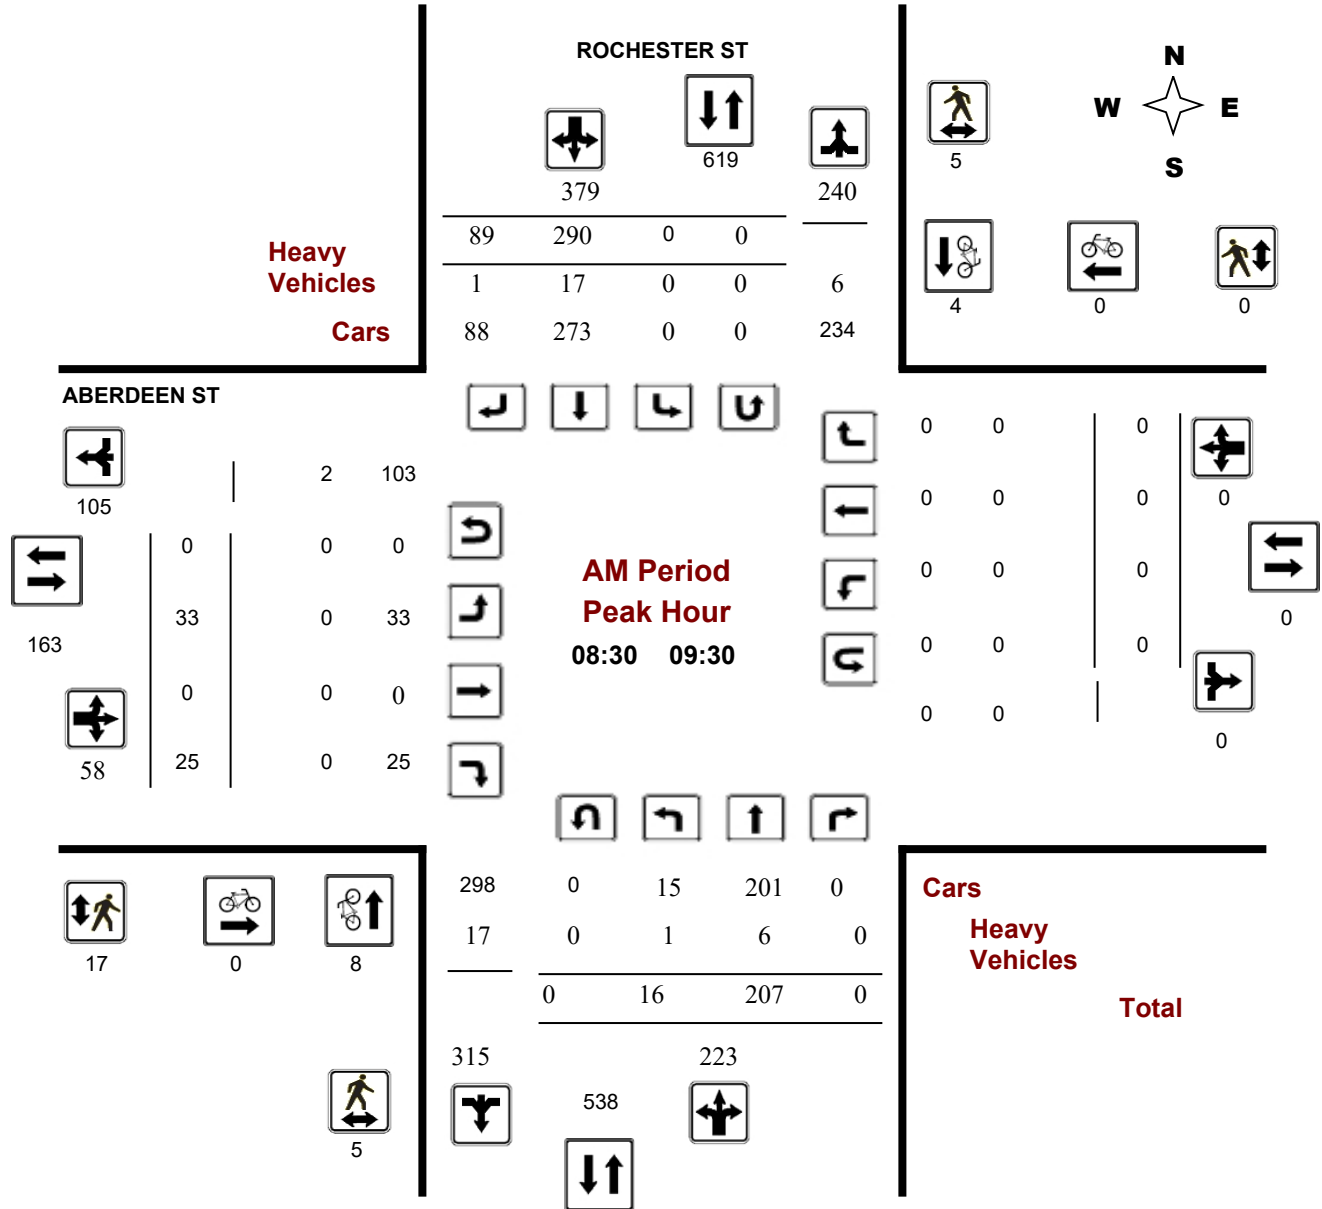 ROCHESTER ST
N
W E
S
619
5
379 240
89 290 0 0
Heavy
Vehicles 1 17 0 0 6
4 0 0
Cars 88 273 0 0 234
ABERDEEN ST
0 0 0
2 103
105
0 0 0 0
0 0 0
AM Period
0 0 0
Peak Hour
33 0 33
0
163
08:30 09:30
0 0 0
0 0 0
0 0
0
58 25 0 25
298 0 15 201 0
Cars
17 0 1 6 0
Heavy
Vehicles
17 0 8
0 16 207 0
Total
315 223
538
5